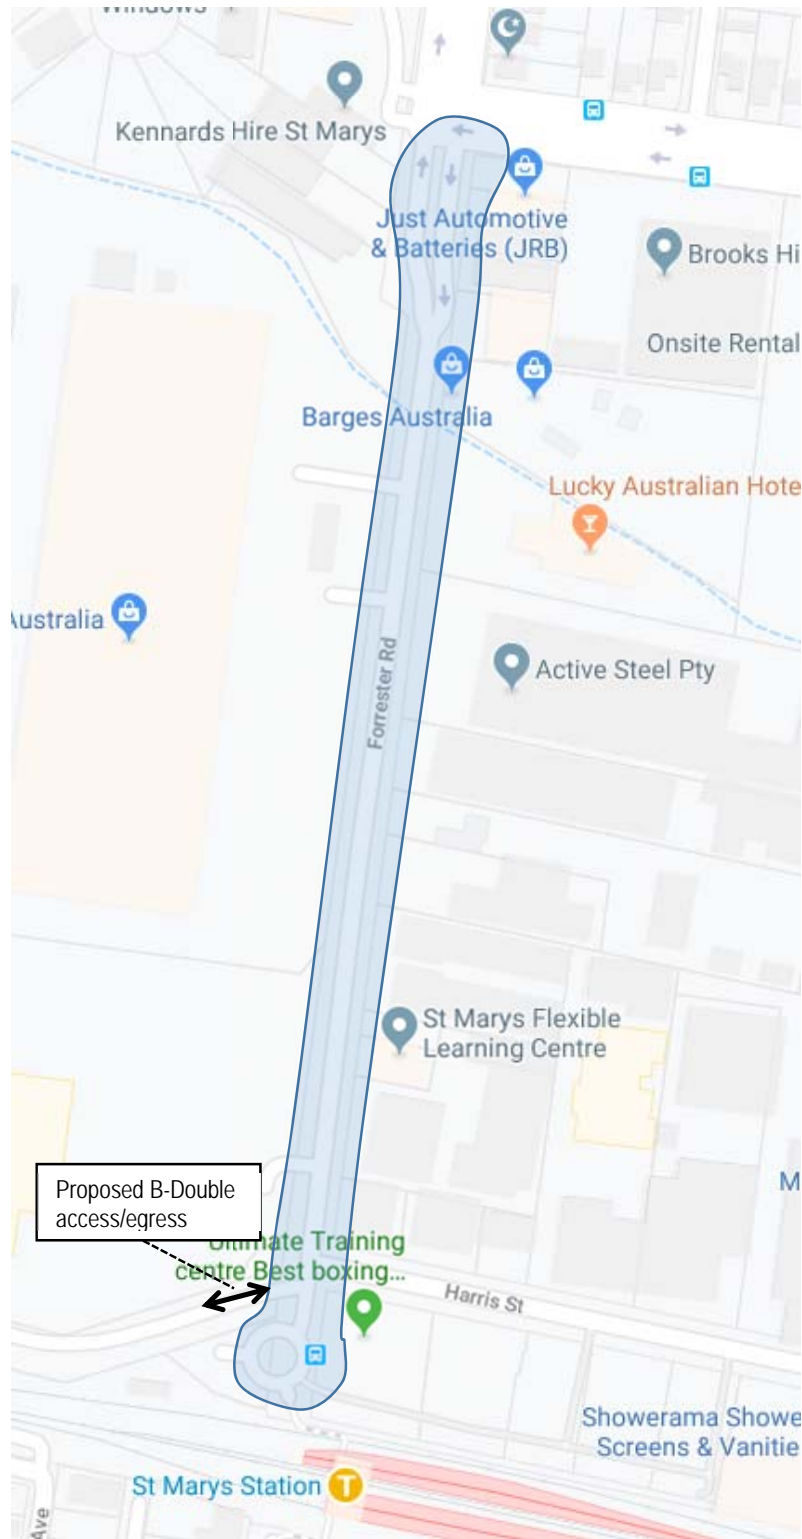 Windows
Kennards Hire St Marys
Just Automotive
& Batteries (JRB)
Brooks Hi
Onsite Rental
Barges Australia
Lucky Australian Hote
Australia
Active Steel Pty
Forrester Rd
St Marys Flexible
Learning Centre
Proposed B-Double
access/egress
M
Ultimate Training
centre Best boxing...
Harris St
Showerama Showe
Screens & Vanitie
St Marys Station T
Ave